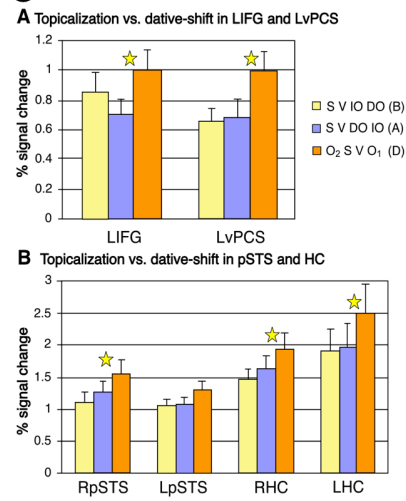 A Topicalization vs. dative-shift in LIFG and LvPCS
1.2
1
0.8
0.6
0.4
0.2
0
% signal change
LIFG LvPCS
S V IO DO (B)
S V DO IO (A)
O₂ S V O₁ (D)
B Topicalization vs. dative-shift in pSTS and HC
3
2.5
2
1.5
1
0.5
0
% signal change
RpSTS LpSTS RHC LHC